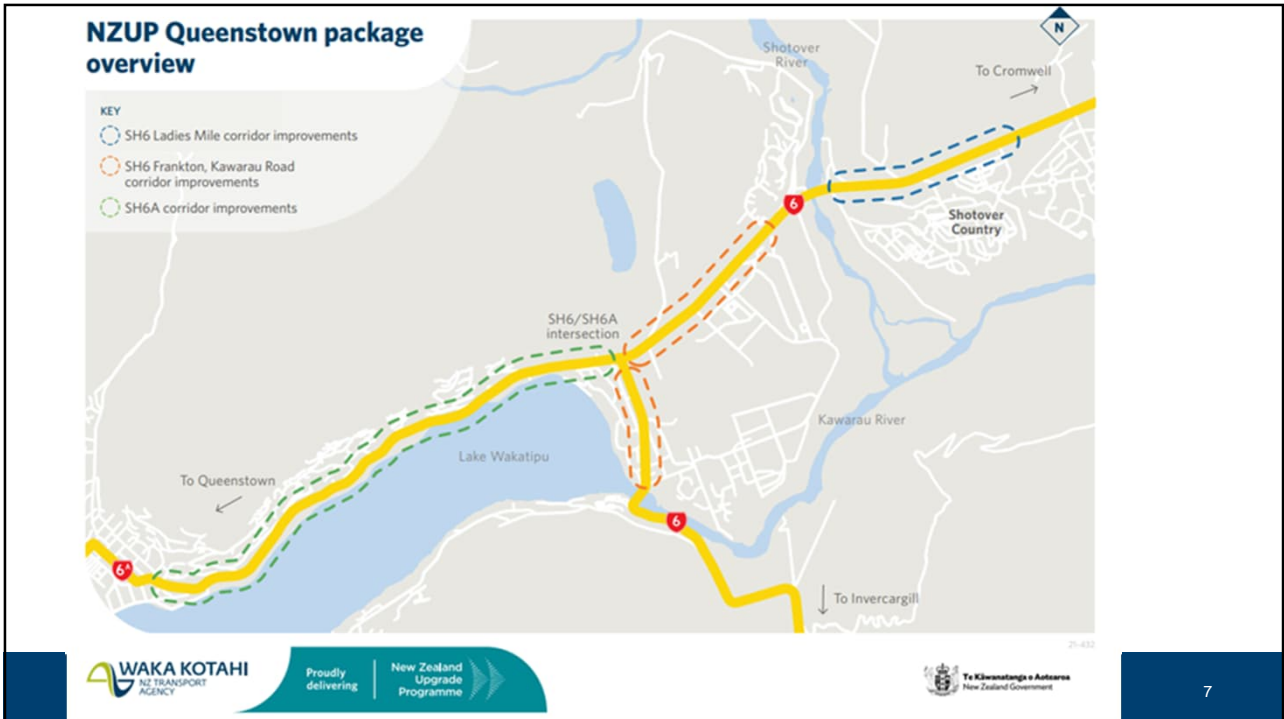 NZUP Queenstown package
overview
KEY
SH6 Ladies Mile corridor improvements
SH6 Frankton, Kawarau Road
corridor improvements
SH6A corridor improvements
Shotover
River
N
To Cromwell
6
Shotover
Country
SH6/SH6A
intersection
Kawarau River
Lake Wakatipu
To Queenstown
6
6A
To Invercargill
21-432
WAKA KOTAHI
NZ TRANSPORT
AGENCY
Proudly
delivering
New Zealand
Upgrade
Programme
Te Kāwanatanga o Aotearoa
New Zealand Government
7